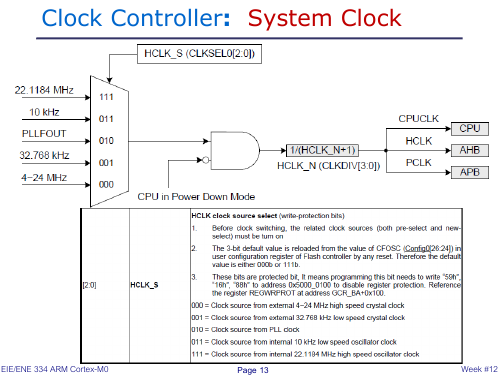 Clock Controller:  System Clock
HCLK_S (CLKSEL0[2:0])
22.1184 MHz
111
10 kHz
011
PLLFOUT
010
32.768 kHz
001
4~24 MHz
000
CPU in Power Down Mode
1/(HCLK_N+1)
HCLK_N (CLKDIV[3:0])
CPUCLK
CPU
HCLK
AHB
PCLK
APB
[2:0]
HCLK_S
HCLK clock source select (write-protection bits)
1. Before clock switching, the related clock sources (both pre-select and new-
select) must be turn on
2. The 3-bit default value is reloaded from the value of CFOSC (Config0[26:24]) in
user configuration register of Flash controller by any reset. Therefore the default
value is either 000b or 111b.
3. These bits are protected bit, It means programming this bit needs to write "59h",
"16h", "88h" to address 0x5000_0100 to disable register protection. Reference
the register REGWRPROT at address GCR_BA+0x100.
000 = Clock source from external 4~24 MHz high speed crystal clock
001 = Clock source from external 32.768 kHz low speed crystal clock
010 = Clock source from PLL clock
011 = Clock source from internal 10 kHz low speed oscillator clock
111 = Clock source from internal 22.1184 MHz high speed oscillator clock
EIE/ENE 334 ARM Cortex-M0
Page 13
Week #12